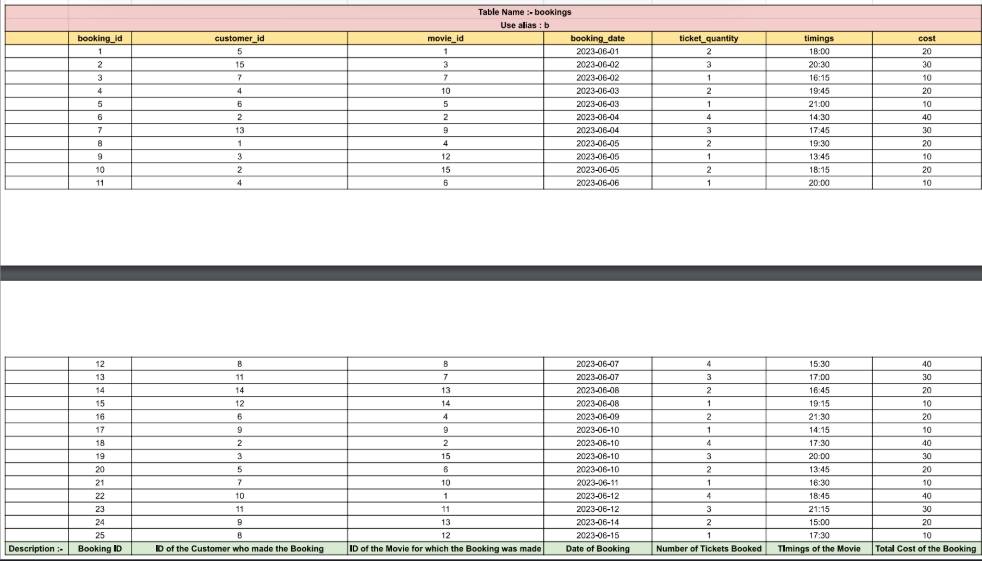 Table Name :- bookings
Use alias : b
booking_id customer_id movie_id booking_date ticket_quantity timings cost
1 5 1 2023-06-01 2 18:00 20
2 15 3 2023-06-02 3 20:30 30
3 7 7 2023-06-02 1 16:15 10
4 4 10 2023-06-03 2 19:45 20
5 6 5 2023-06-03 1 21:00 10
6 2 2 2023-06-04 4 14:30 40
7 13 9 2023-06-04 3 17:45 30
8 1 4 2023-06-05 2 19:30 20
9 3 12 2023-06-05 1 13:45 10
10 2 15 2023-06-05 2 18:15 20
11 4 6 2023-06-06 1 20:00 10
12 8 8 2023-06-07 4 15:30 40
13 11 7 2023-06-07 3 17:00 30
14 14 13 2023-06-08 2 16:45 20
15 12 14 2023-06-08 1 19:15 10
16 6 4 2023-06-09 2 21:30 20
17 9 9 2023-06-10 1 14:15 10
18 2 2 2023-06-10 4 17:30 40
19 3 15 2023-06-10 3 20:00 30
20 5 6 2023-06-10 2 13:45 20
21 7 10 2023-06-11 1 16:30 10
22 10 1 2023-06-12 4 18:45 40
23 11 11 2023-06-12 3 21:15 30
24 9 13 2023-06-14 2 15:00 20
25 8 12 2023-06-15 1 17:30 10
Description :- Booking ID ID of the Customer who made the Booking ID of the Movie for which the Booking was made Date of Booking Number of Tickets Booked Timings of the Movie Total Cost of the Booking